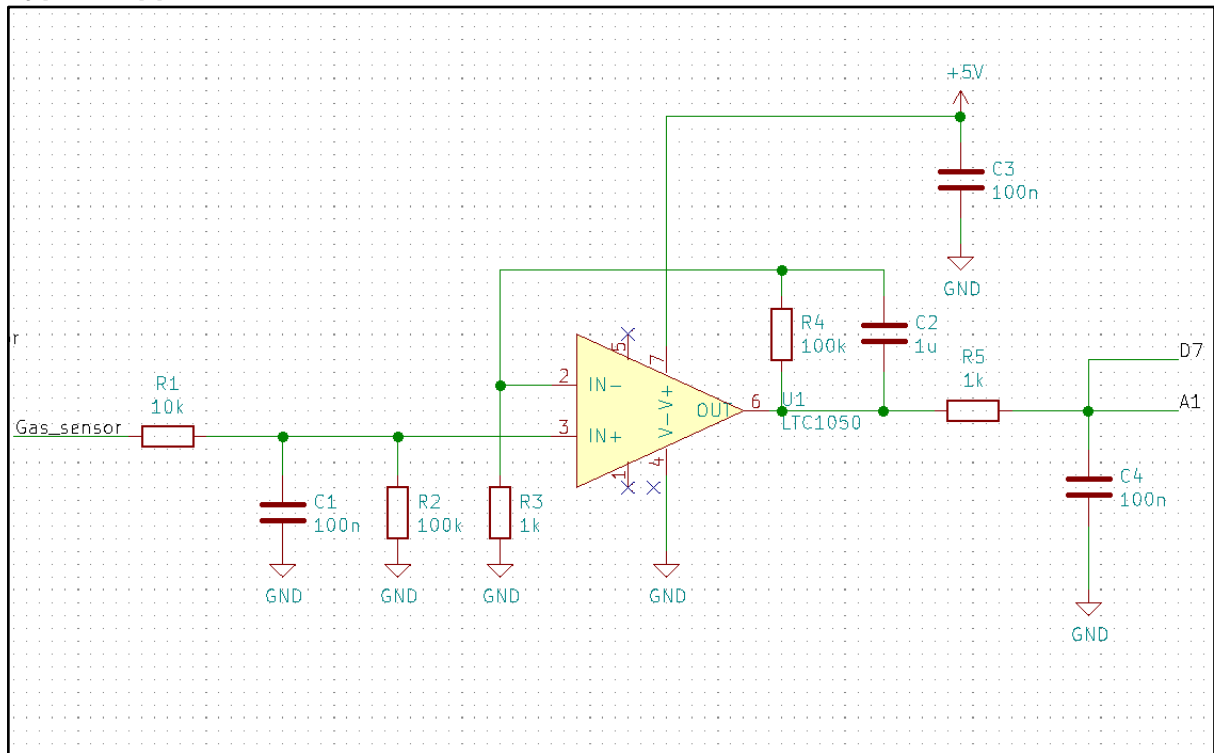 +5V
C3
100n
GND
R4
100k
C2
1u
R5
1k
D7
A1
r
R1
10k
Gas_sensor
5
7
2
IN-
3
IN+
V-V+
OUT
6
U1
LTC1050
1
4
C1
100n
R2
100k
R3
1k
C4
100n
GND
GND
GND
GND
GND